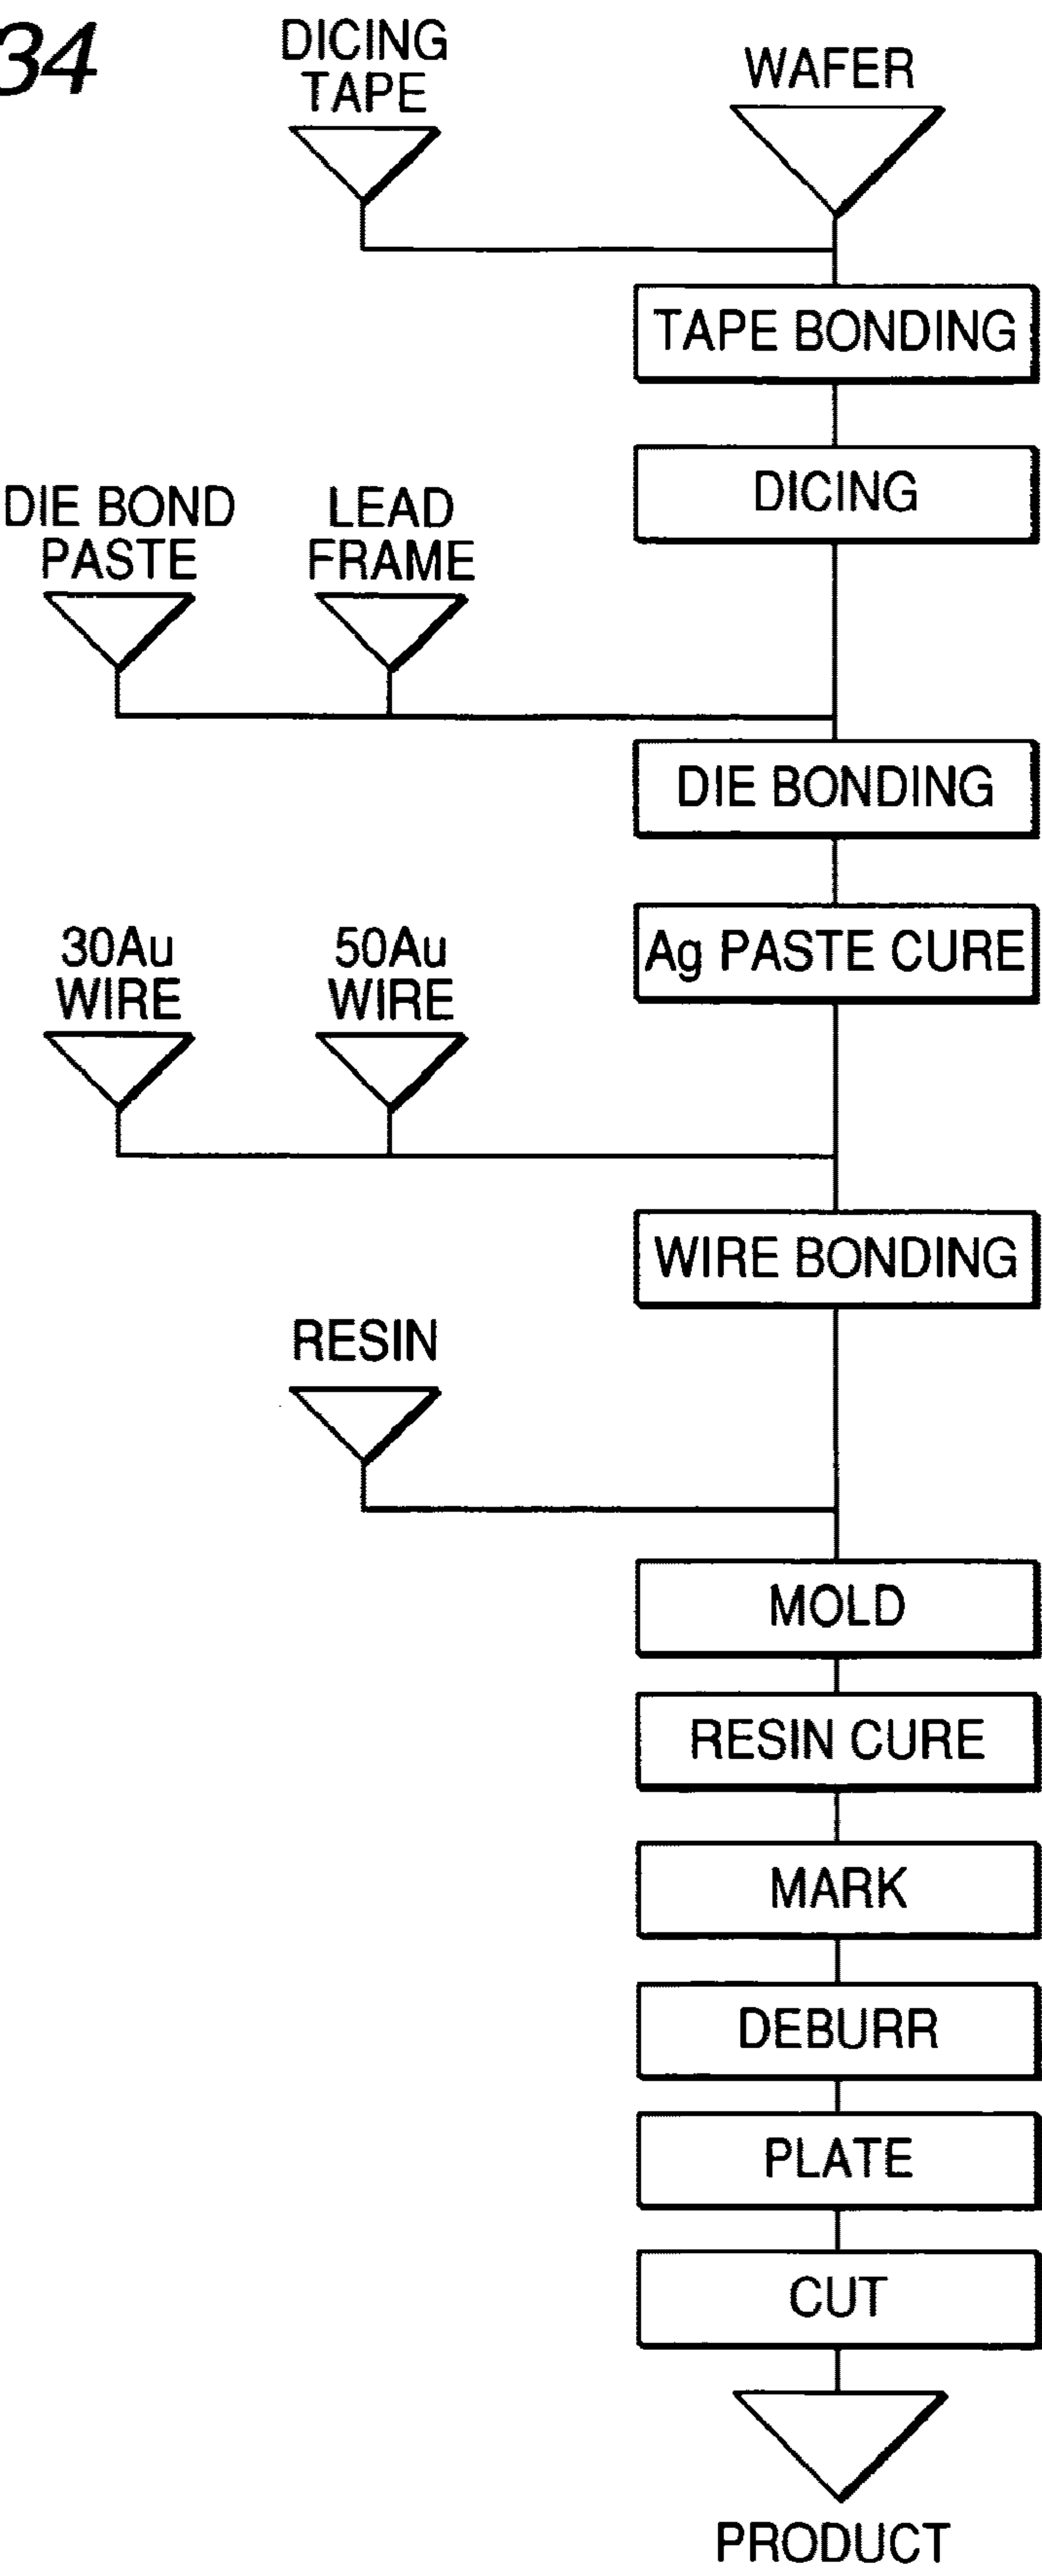 34
DICING
TAPE
WAFER
TAPE BONDING
DICING
DIE BOND
PASTE
LEAD
FRAME
DIE BONDING
Ag PASTE CURE
30Au
WIRE
50Au
WIRE
WIRE BONDING
RESIN
MOLD
RESIN CURE
MARK
DEBURR
PLATE
CUT
PRODUCT